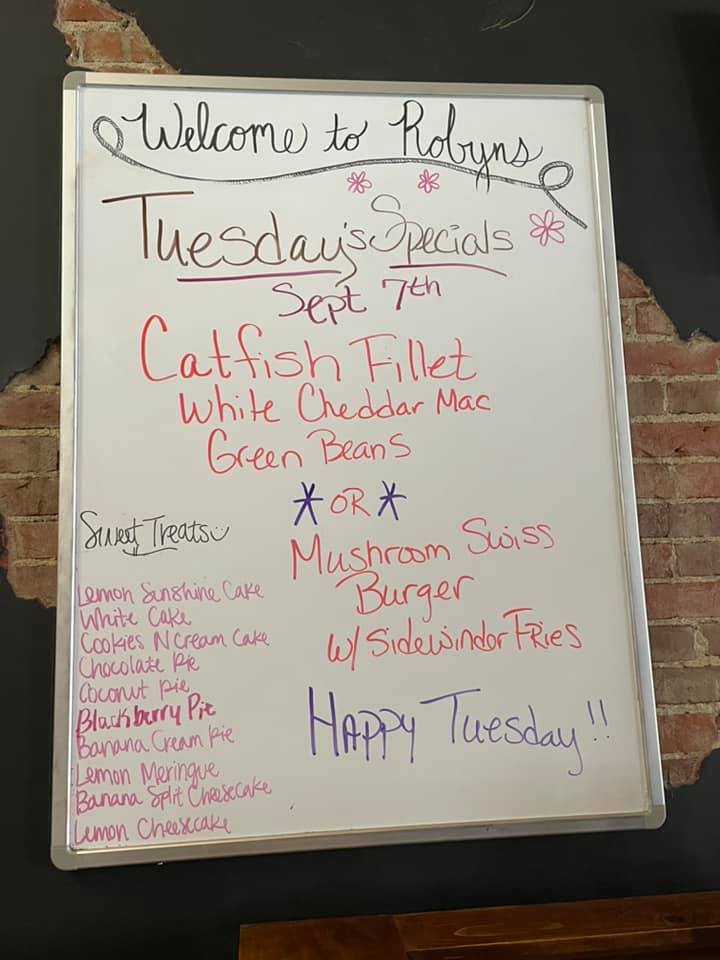 Welcome to Robyns
Tuesday's Specials
Sept 7th
Catfish Fillet
White Cheddar Mac
Green Beans
* OR *
Mushroom Swiss
Burger
w/ Sidewindor Fries
Happy Tuesday!!
Sweet Treats
Lemon Sunshine Cake
White Cake
Cookies N Cream Cake
Chocolate Pie
Coconut Pie
Blackberry Pie
Banana Cream Pie
Lemon Meringue
Banana Split Cheesecake
Lemon Cheesecake